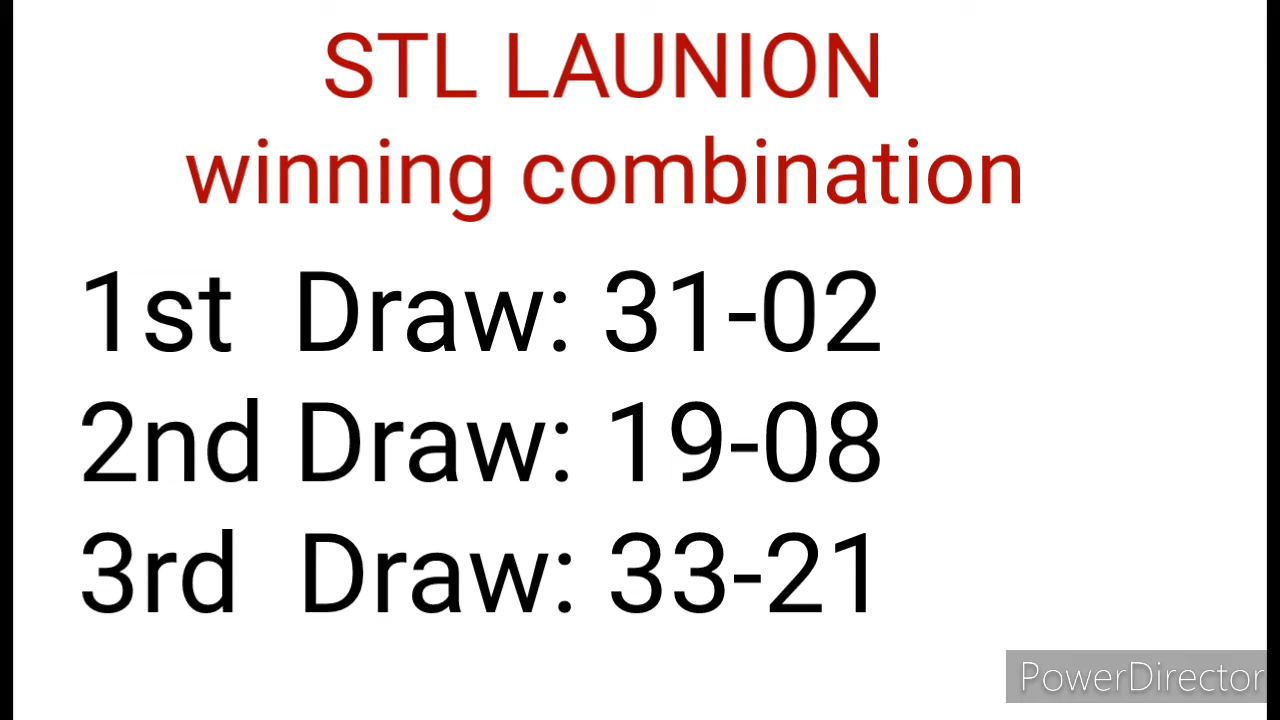 STL LAUNION
winning combination
1st Draw: 31-02
2nd Draw: 19-08
3rd Draw: 33-21
PowerDirector